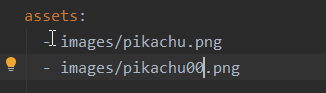 assets:
- images/pikachu.png
- images/pikachu00.png